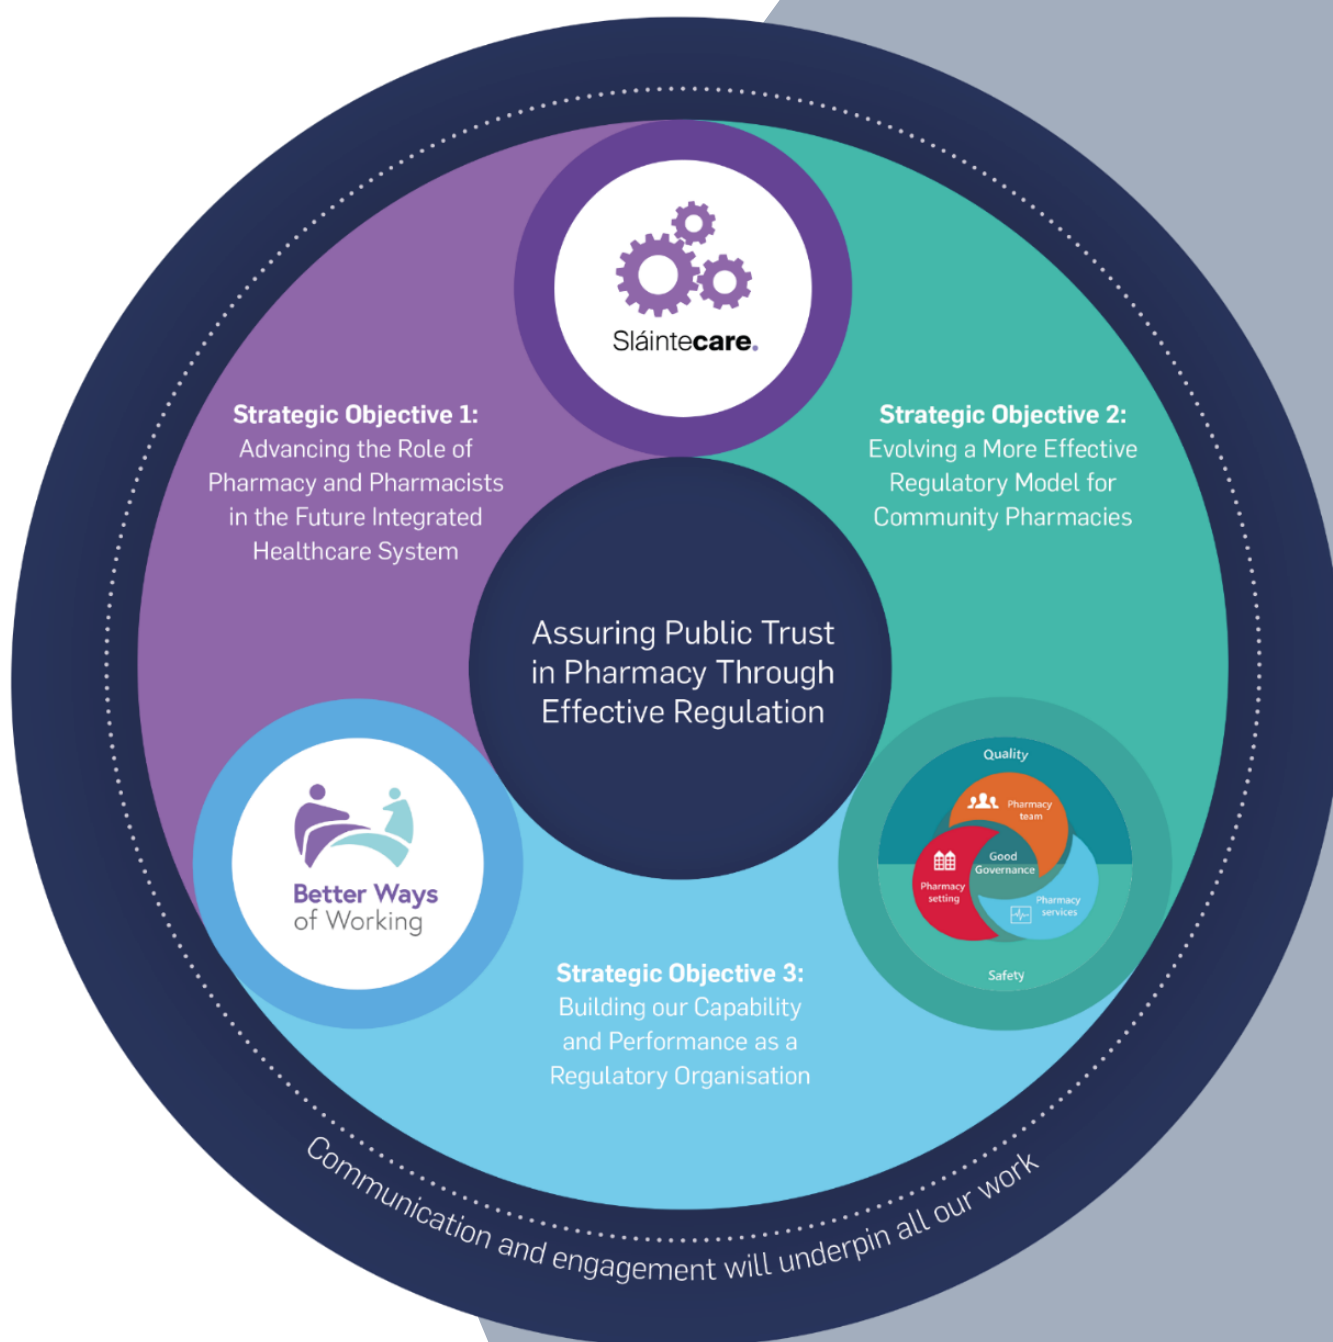 Sláintecare.
Strategic Objective 1:
Advancing the Role of
Pharmacy and Pharmacists
in the Future Integrated
Healthcare System
Strategic Objective 2:
Evolving a More Effective
Regulatory Model for
Community Pharmacies
Assuring Public Trust
in Pharmacy Through
Effective Regulation
Better Ways
of Working
Quality
Pharmacy
team
Good
Governance
Pharmacy
setting
Pharmacy
services
Safety
Strategic Objective 3:
Building our Capability
and Performance as a
Regulatory Organisation
Communication and engagement will underpin all our work